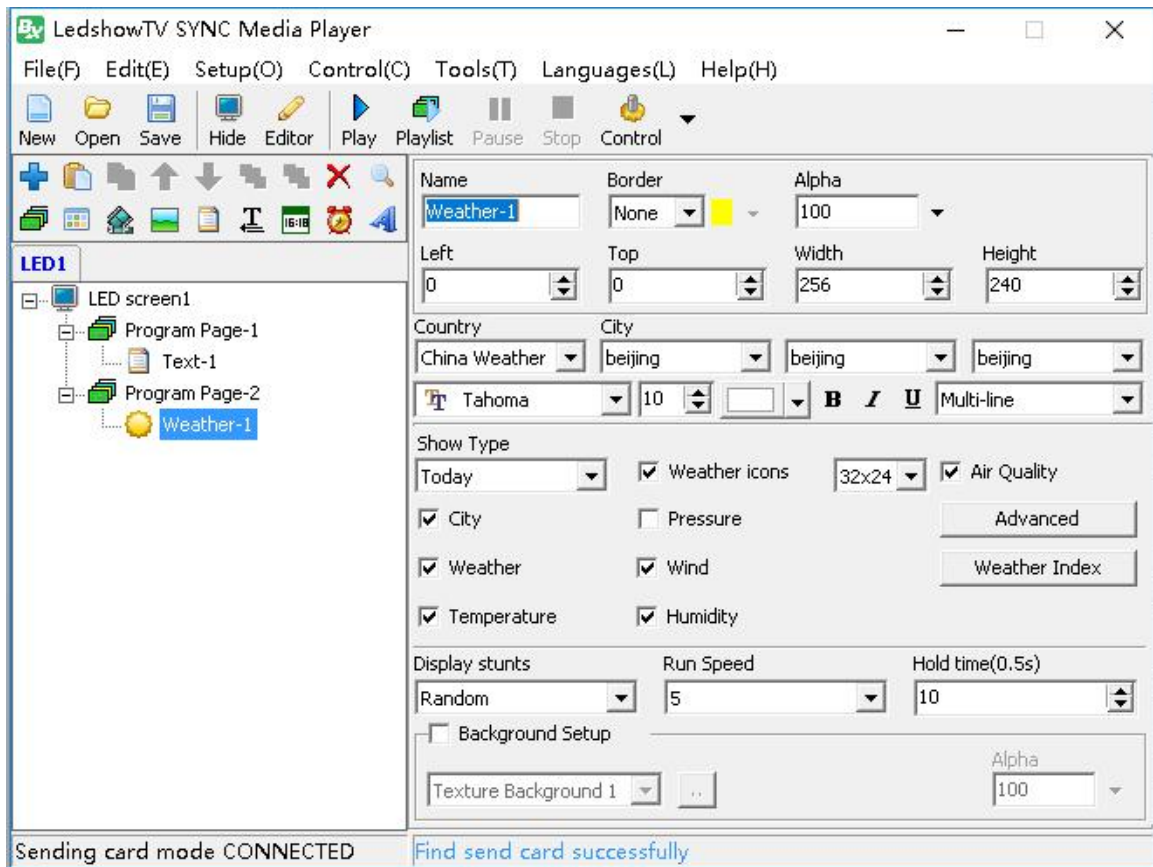 BX LedshowTV SYNC Media Player
File(F) Edit(E) Setup(O) Control(C) Tools(T) Languages(L) Help(H)
New Open Save Hide Editor Play Playlist Pause Stop Control
16:18
LED1
LED screen1
Program Page-1
Text-1
Program Page-2
Weather-1
Name Border Alpha
Weather-1 None 100
Left Top Width Height
0 0 256 240
Country City
China Weather beijing beijing beijing
Tahoma 10 B I U Multi-line
Show Type
Today Weather icons 32x24 Air Quality
City Pressure Advanced
Weather Wind Weather Index
Temperature Humidity
Display stunts Run Speed Hold time(0.5s)
Random 5 10
Background Setup
Alpha
Texture Background 1 .. 100
Sending card mode CONNECTED Find send card successfully